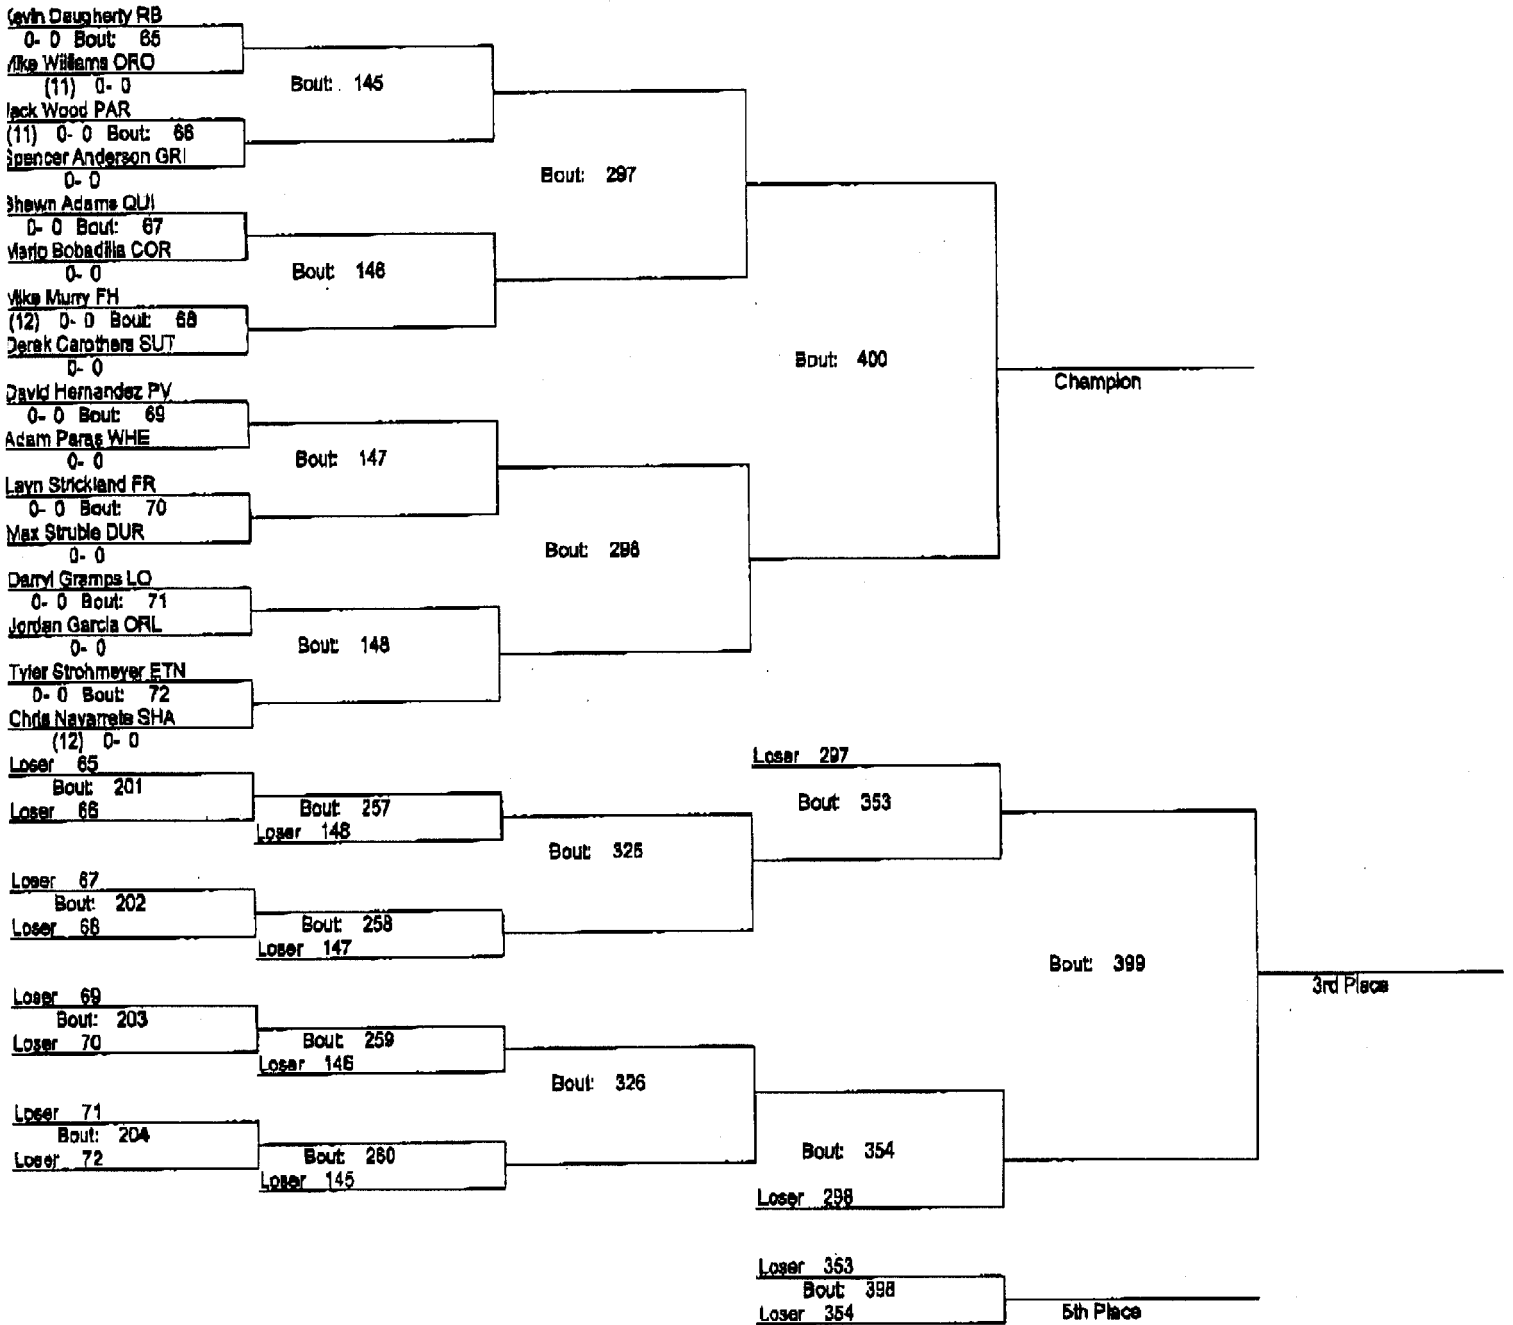 Kevin Daugherty RB
0- 0 Bout: 65
Mike Williams ORO
(11) 0- 0
Jack Wood PAR
(11) 0- 0 Bout: 66
Spencer Anderson GRI
0- 0
Shawn Adams QUI
0- 0 Bout: 67
Mario Bobadilla COR
0- 0
Mike Murry FH
(12) 0- 0 Bout: 68
Derek Carothers SUT
0- 0
David Hernandez PV
0- 0 Bout: 69
Adam Paras WHE
0- 0
Layn Strickland FR
0- 0 Bout: 70
Max Struble DUR
0- 0
Darryl Gramps LO
0- 0 Bout: 71
Jordan Garcia ORL
0- 0
Tyler Strohmeyer ETN
0- 0 Bout: 72
Chris Navarrete SHA
(12) 0- 0
Bout: 145
Bout: 146
Bout: 147
Bout: 148
Bout: 297
Bout: 298
Bout: 400
Champion
Loser 65
Bout: 201
Loser 66
Loser 67
Bout: 202
Loser 68
Loser 69
Bout: 203
Loser 70
Loser 71
Bout: 204
Loser 72
Bout: 257
Loser 148
Bout: 258
Loser 147
Bout: 259
Loser 146
Bout: 260
Loser 145
Bout: 325
Bout: 326
Loser 297
Bout: 353
Bout: 354
Loser 298
Bout: 399
3rd Place
Loser 353
Bout: 398
Loser 354
5th Place